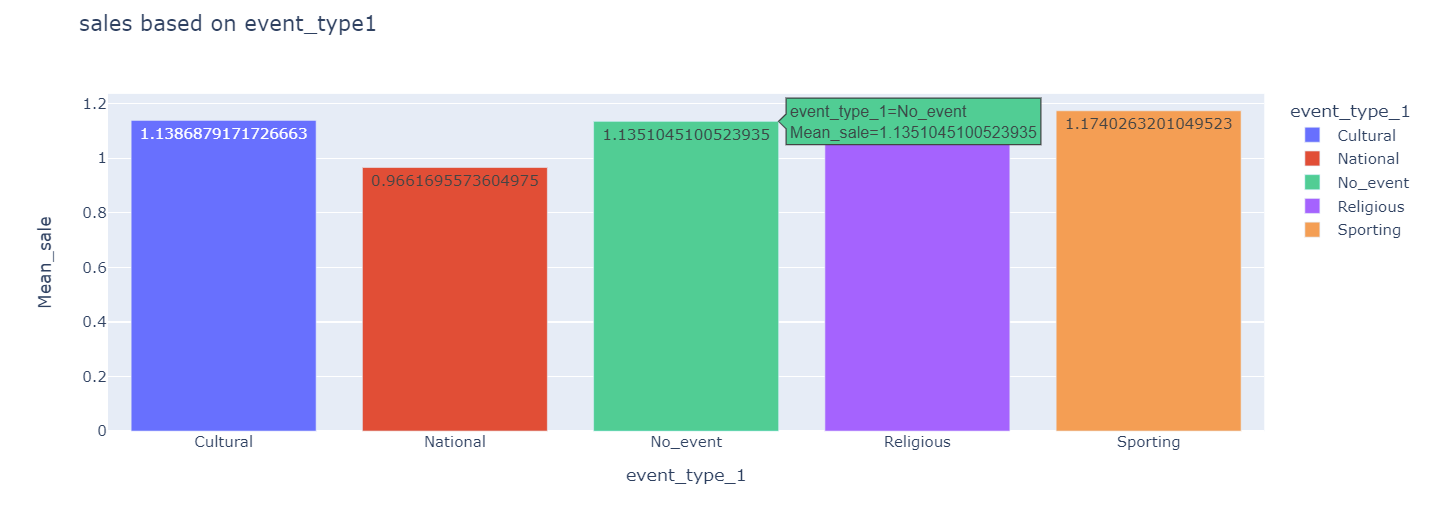 sales based on event_type1
1.2
1
0.8
0.6
0.4
0.2
0
Mean_sale
1.1386879171726663
0.9661695573604975
1.1351045100523935
event_type_1=No_event
Mean_sale=1.1351045100523935
1.1740263201049523
Cultural
National
No_event
Religious
Sporting
event_type_1
event_type_1
Cultural
National
No_event
Religious
Sporting